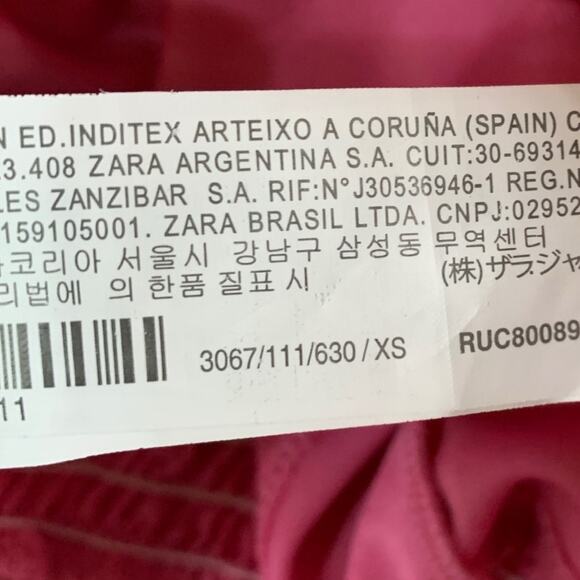 N ED.INDITEX ARTEIXO A CORUÑA (SPAIN) C
3.408 ZARA ARGENTINA S.A. CUIT:30-69314
LES ZANZIBAR S.A. RIF:N°J30536946-1 REG.N
159105001. ZARA BRASIL LTDA. CNPJ:02952
코리아 서울시 강남구 삼성동 무역센터
리법에 의 한품 질표 시 (株)ザラジャ
3067/111/630/XS RUC80089
11